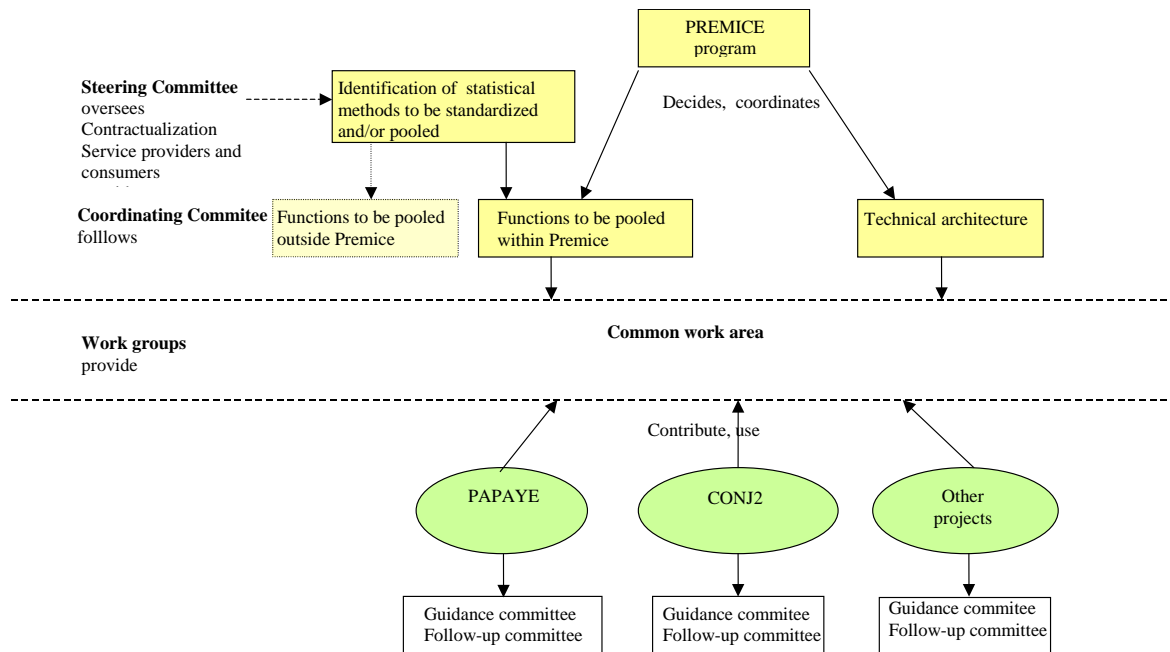 PREMICE
program
Steering Committee
oversees
Contractualization
Service providers and
consumers
Identification of statistical
methods to be standardized
and/or pooled
Decides, coordinates
Coordinating Commitee
folllows
Functions to be pooled
outside Premice
Functions to be pooled
within Premice
Technical architecture
Work groups
provide
Common work area
Contribute, use
PAPAYE
CONJ2
Other
projects
Guidance committee
Follow-up committee
Guidance commitee
Follow-up committee
Guidance commitee
Follow-up committee